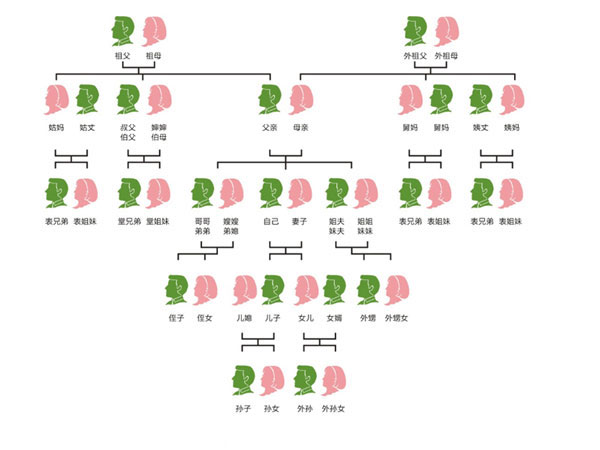 祖父 祖母 外祖父 外祖母
姑妈 姑丈 叔父 婶婶 父亲 母亲 舅妈 舅妈 姨丈 姨妈
伯父 伯母
表兄弟 表姐妹 堂兄弟 堂姐妹 哥哥 嫂嫂 自己 妻子 姐夫 姐姐 表兄弟 表姐妹 表兄弟 表姐妹
弟弟 弟媳 妹夫 妹妹
侄子 侄女 儿媳 儿子 女儿 女婿 外甥 外甥女
孙子 孙女 外孙 外孙女